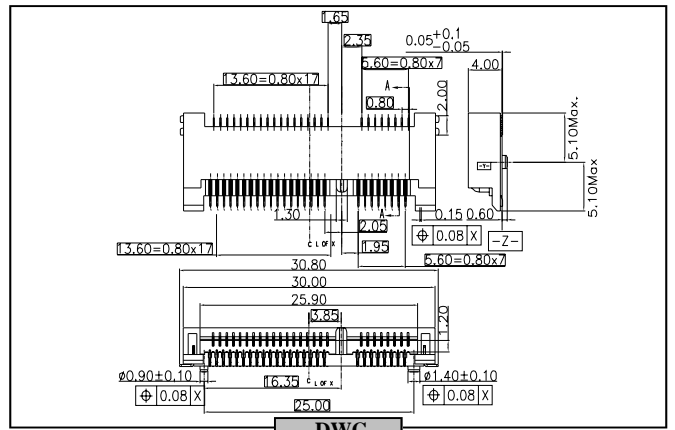 1.65
2.35
0.05+0.1-0.05
5.60=0.80x7
4.00
13.60=0.80x17
A
0.80
2.00
5.10Max.
-Y-
5.10Max
1.30
A
0.15 0.60
2.05
⌖ 0.08 X
-Z-
C L OF X
1.95
13.60=0.80x17
5.60=0.80x7
30.80
30.00
25.90
3.85
1.20
ø0.90±0.10
16.35
C L OF X
ø1.40±0.10
⌖ 0.08 X
⌖ 0.08 X
25.00
DWG